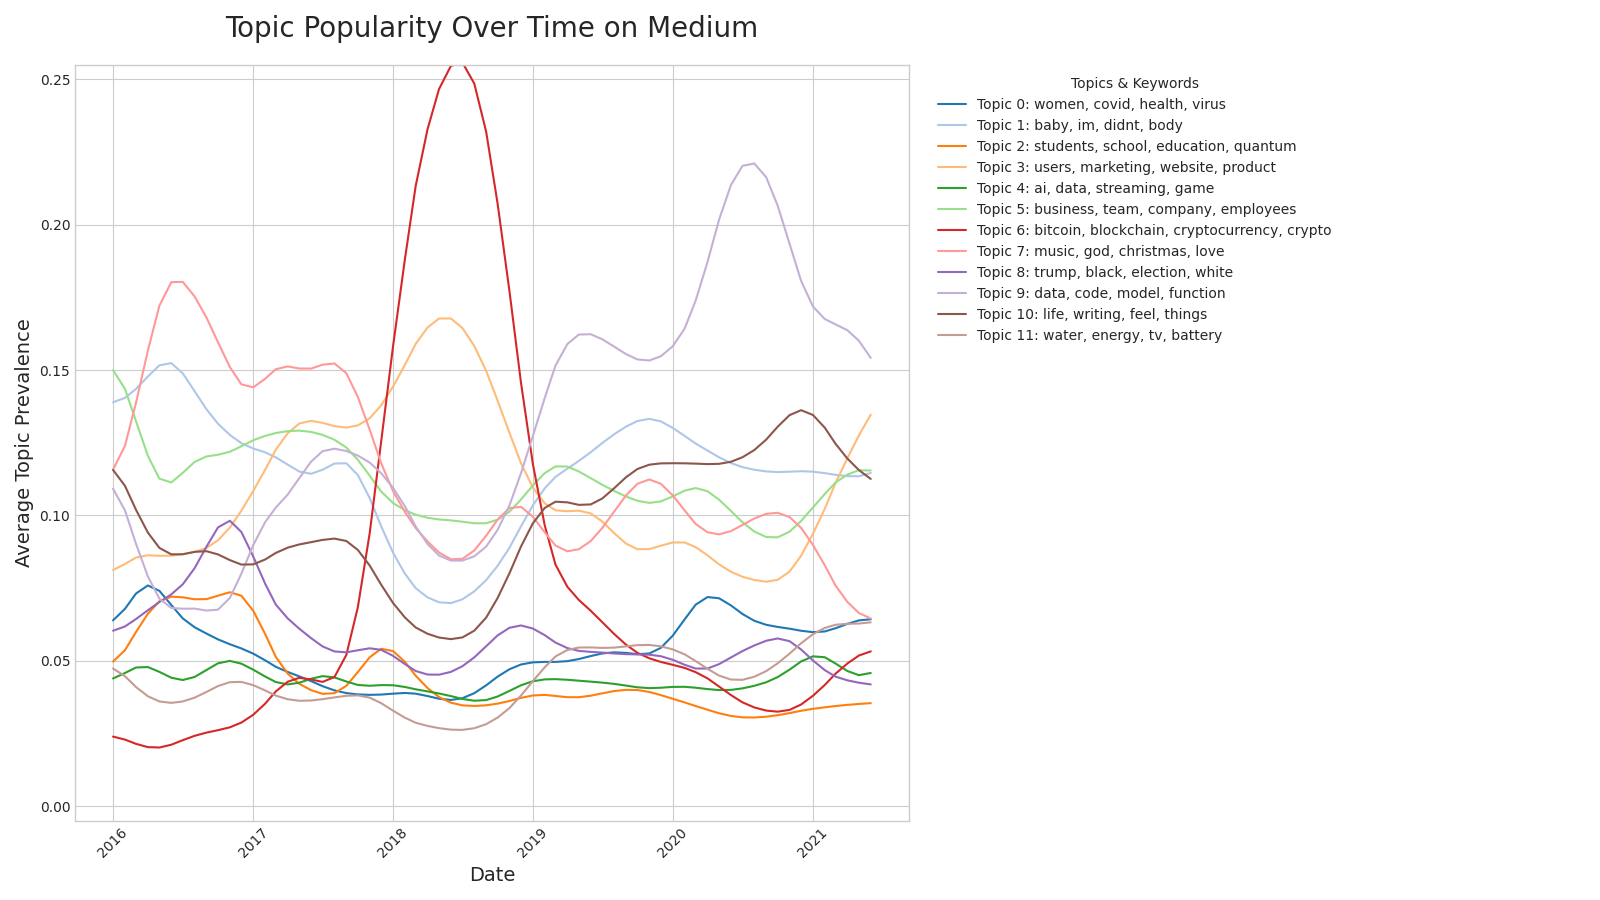 Topic Popularity Over Time on Medium
Average Topic Prevalence
0.25
0.20
0.15
0.10
0.05
0.00
2016
2017
2018
2019
2020
2021
Date
Topics & Keywords
Topic 0: women, covid, health, virus
Topic 1: baby, im, didnt, body
Topic 2: students, school, education, quantum
Topic 3: users, marketing, website, product
Topic 4: ai, data, streaming, game
Topic 5: business, team, company, employees
Topic 6: bitcoin, blockchain, cryptocurrency, crypto
Topic 7: music, god, christmas, love
Topic 8: trump, black, election, white
Topic 9: data, code, model, function
Topic 10: life, writing, feel, things
Topic 11: water, energy, tv, battery